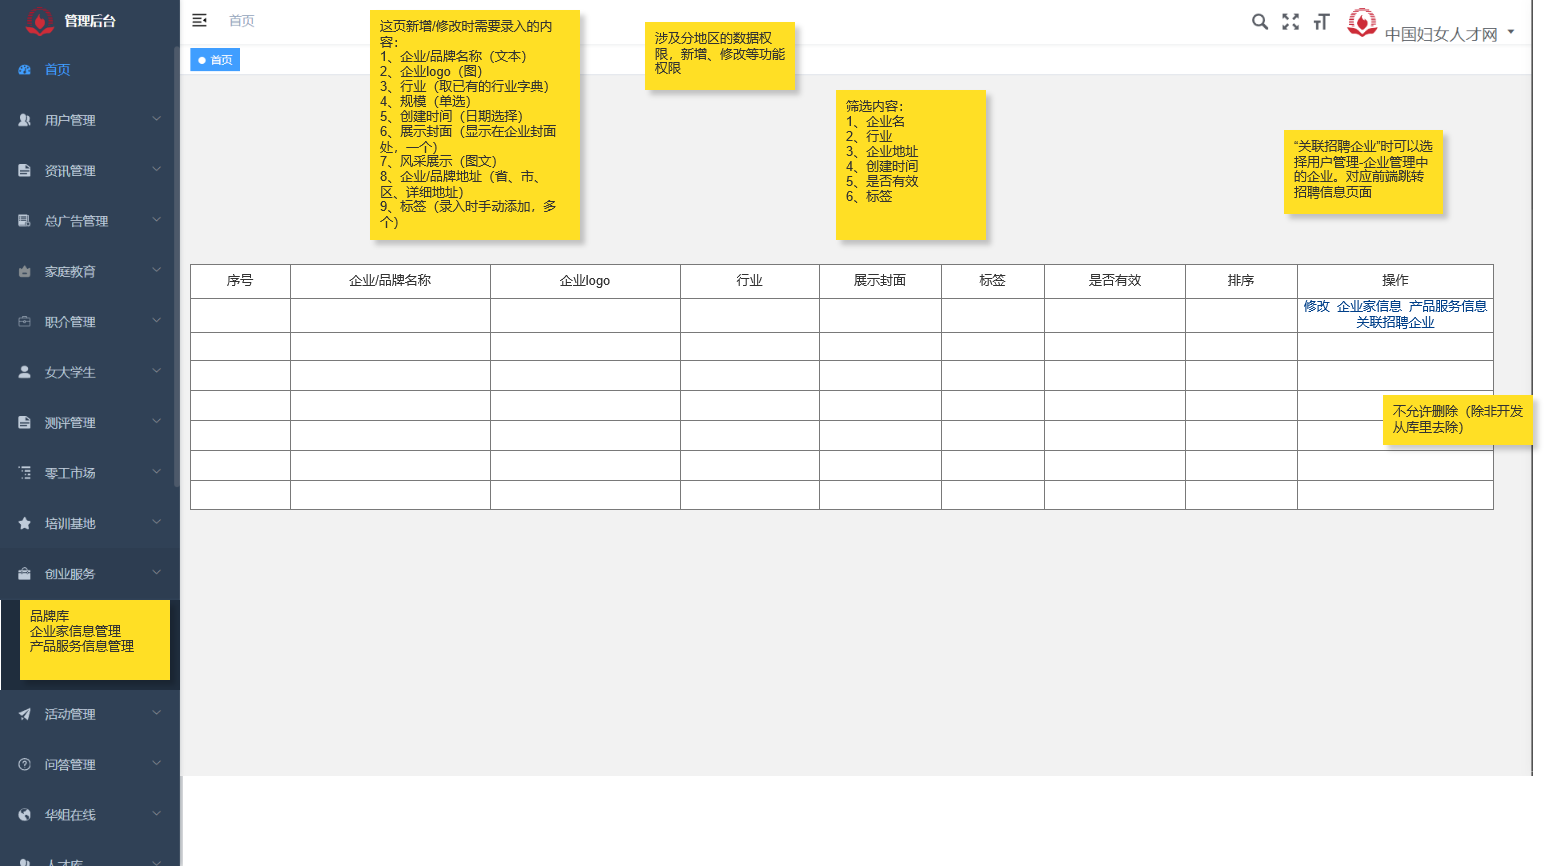 管理后台
首页
用户管理
资讯管理
总广告管理
家庭教育
职介管理
女大学生
测评管理
零工市场
培训基地
创业服务
品牌库
企业家信息管理
产品服务信息管理
活动管理
问答管理
华姐在线
人才库
首页
中国妇女人才网
首页
这页新增/修改时需要录入的内
容：
1、企业/品牌名称（文本）
2、企业logo（图）
3、行业（取已有的行业字典）
4、规模（单选）
5、创建时间（日期选择）
6、展示封面（显示在企业封面
处，一个）
7、风采展示（图文）
8、企业/品牌地址（省、市、
区、详细地址）
9、标签（录入时手动添加，多
个）
涉及分地区的数据权
限，新增、修改等功能
权限
筛选内容：
1、企业名
2、行业
3、企业地址
4、创建时间
5、是否有效
6、标签
“关联招聘企业”时可以选
择用户管理-企业管理中
的企业。对应前端跳转
招聘信息页面
序号 企业/品牌名称 企业logo 行业 展示封面 标签 是否有效 排序 操作
修改 企业家信息 产品服务信息
关联招聘企业
不允许删除（除非开发
从库里去除）